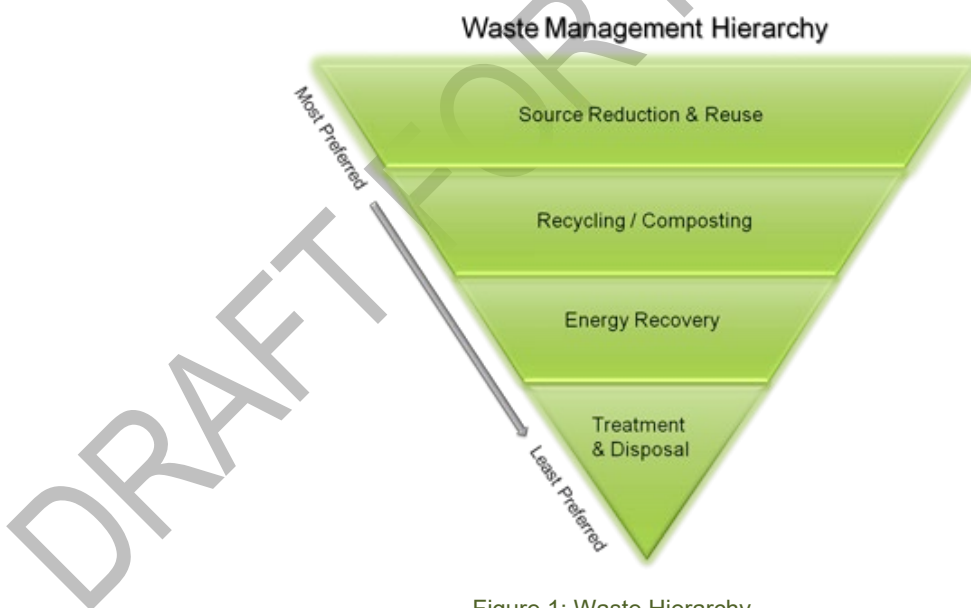 Waste Management Hierarchy
Most Preferred
Source Reduction & Reuse
Recycling / Composting
Energy Recovery
Treatment
& Disposal
Least Preferred
DRAFT FOR
Figure 1: Waste Hierarchy